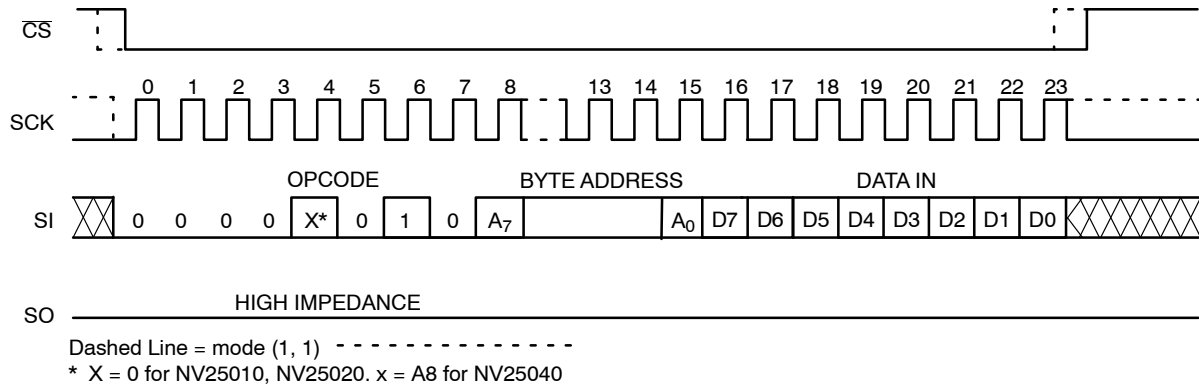 CS
0 1 2 3 4 5 6 7 8 13 14 15 16 17 18 19 20 21 22 23
SCK
OPCODE BYTE ADDRESS DATA IN
SI 0 0 0 0 X* 0 1 0 A7 A0 D7 D6 D5 D4 D3 D2 D1 D0
HIGH IMPEDANCE
SO
Dashed Line = mode (1, 1)
* X = 0 for NV25010, NV25020. x = A8 for NV25040